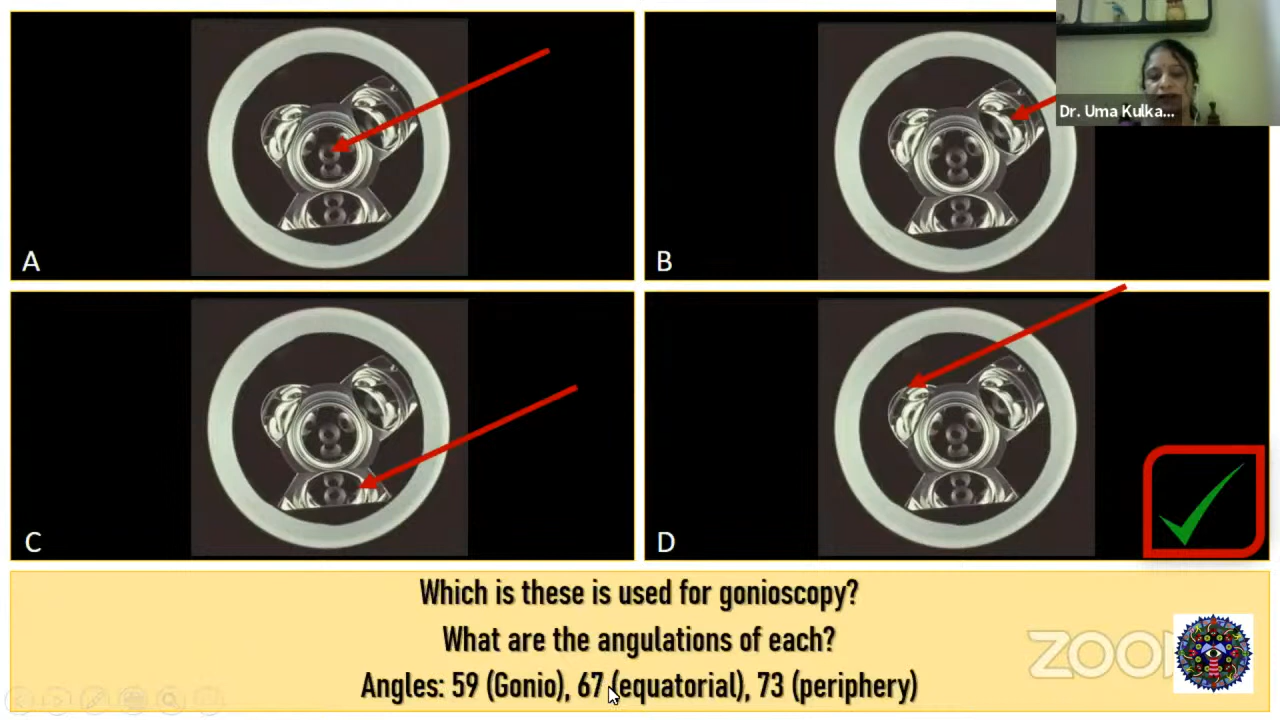 Dr. Uma Kulka...
A
B
C
D
Which is these is used for gonioscopy?
What are the angulations of each?
Angles: 59 (Gonio), 67 (equatorial), 73 (periphery)